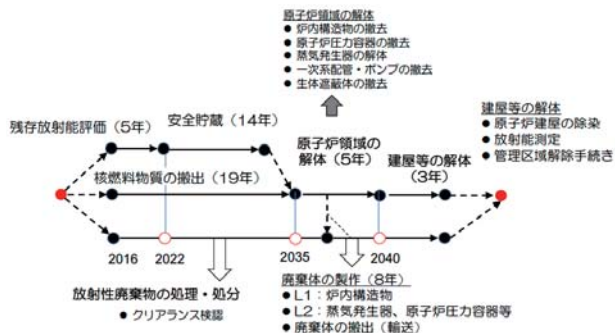 原子炉領域の解体
● 炉内構造物の撤去
● 原子炉圧力容器の撤去
● 蒸気発生器の解体
● 一次系配管・ポンプの撤去
● 生体遮蔽体の撤去
残存放射能評価（5年）
安全貯蔵（14年）
原子炉領域の
解体（5年）
建屋等の解体
● 原子炉建屋の除染
● 放射能測定
● 管理区域解除手続き
核燃料物質の搬出（19年）
建屋等の解体
（3年）
2016
2022
2035
2040
放射性廃棄物の処理・処分
● クリアランス検認
廃棄体の製作（8年）
● L1：炉内構造物
● L2：蒸気発生器、原子炉圧力容器等
● 廃棄体の搬出（輸送）